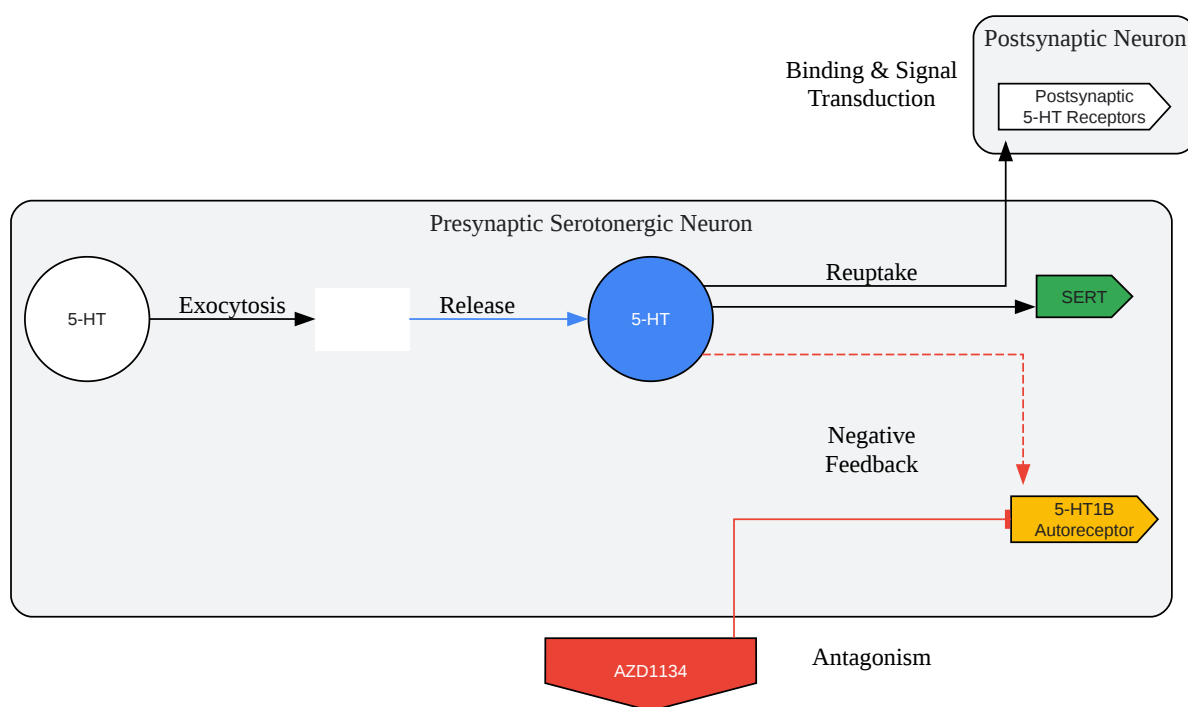 Postsynaptic Neuron
Binding & Signal
Transduction
Postsynaptic
5-HT Receptors
Presynaptic Serotonergic Neuron
5-HT
Exocytosis
Release
5-HT
Reuptake
SERT
Negative
Feedback
5-HT1B
Autoreceptor
AZD1134
Antagonism